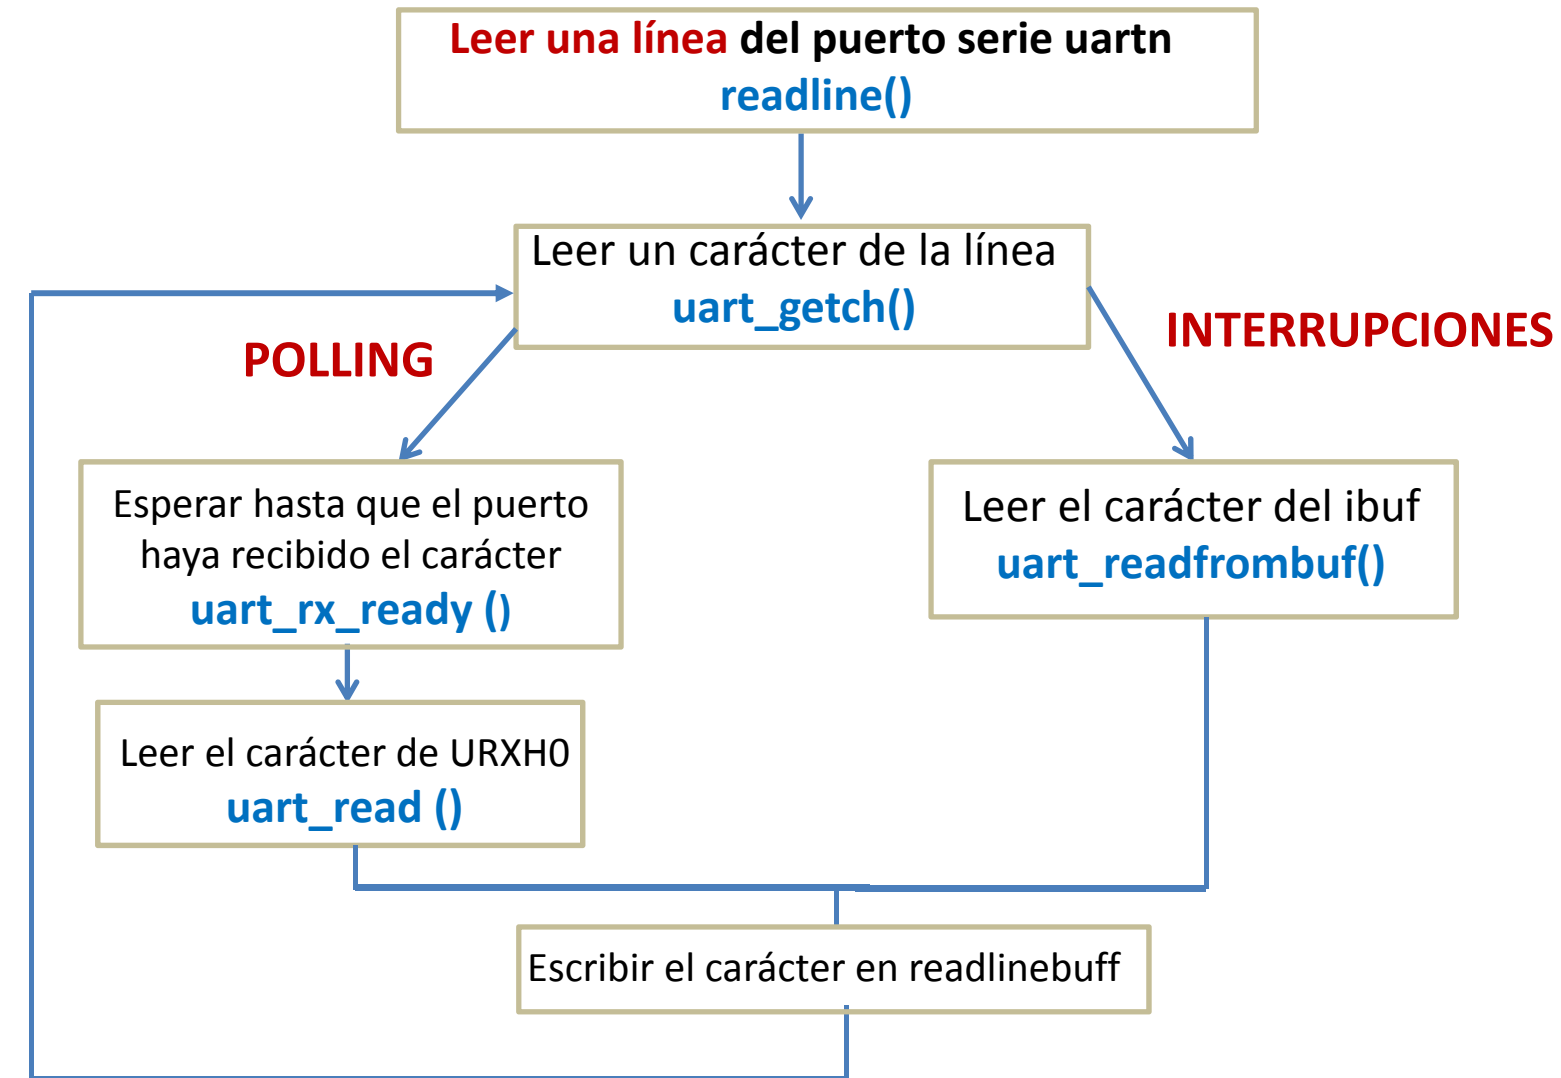 Leer una línea del puerto serie uartn
readline()
Leer un carácter de la línea
uart_getch()
POLLING
INTERRUPCIONES
Esperar hasta que el puerto
haya recibido el carácter
uart_rx_ready ()
Leer el carácter del ibuf
uart_readfrombuf()
Leer el carácter de URXH0
uart_read ()
Escribir el carácter en readlinebuff